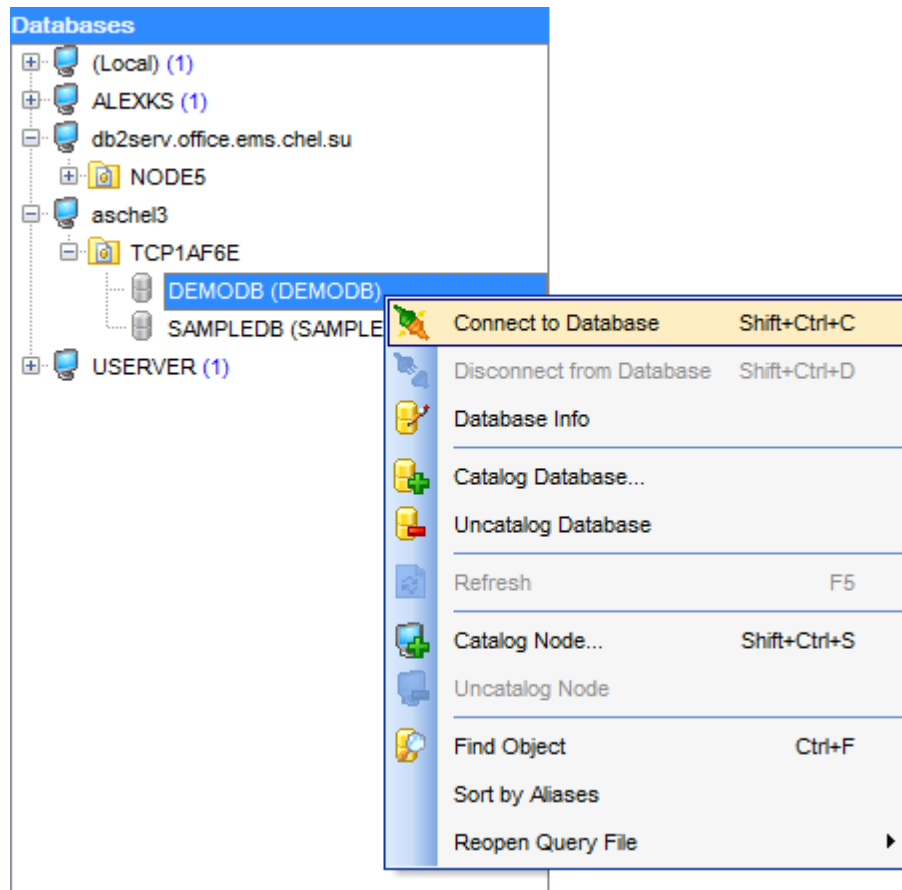 Databases
(Local) (1)
ALEXKS (1)
db2serv.office.ems.chel.su
NODE5
aschel3
TCP1AF6E
DEMODB (DEMODB)
SAMPLEDB (SAMPLE
USERVER (1)
Connect to Database Shift+Ctrl+C
Disconnect from Database Shift+Ctrl+D
Database Info
Catalog Database...
Uncatalog Database
Refresh F5
Catalog Node... Shift+Ctrl+S
Uncatalog Node
Find Object Ctrl+F
Sort by Aliases
Reopen Query File